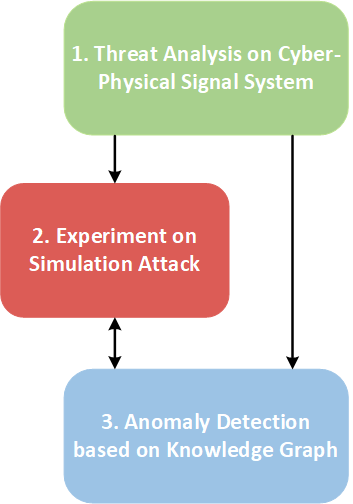 1. Threat Analysis on Cyber-
Physical Signal System
2. Experiment on
Simulation Attack
3. Anomaly Detection
based on Knowledge Graph